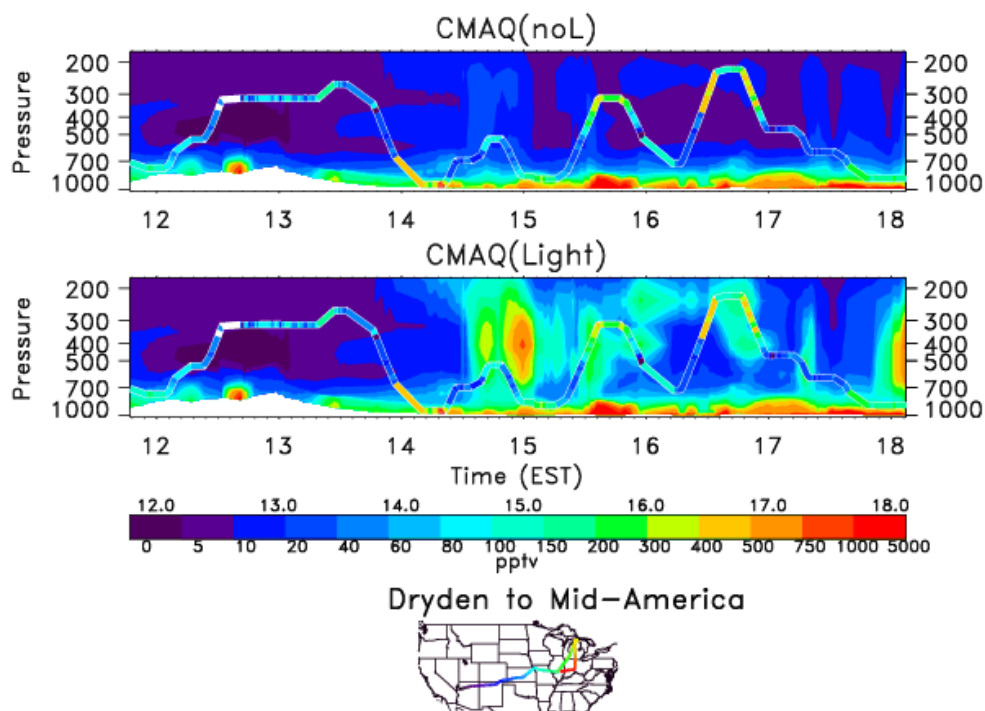 CMAQ(noL)
Pressure
200 200
300 300
400 400
500 500
700 700
1000 1000
12 13 14 15 16 17 18
CMAQ(Light)
Pressure
200 200
300 300
400 400
500 500
700 700
1000 1000
12 13 14 15 16 17 18
Time (EST)
12.0 13.0 14.0 15.0 16.0 17.0 18.0
0 5 10 20 40 60 80 100 150 200 300 400 500 750 1000 5000
pptv
Dryden to Mid-America